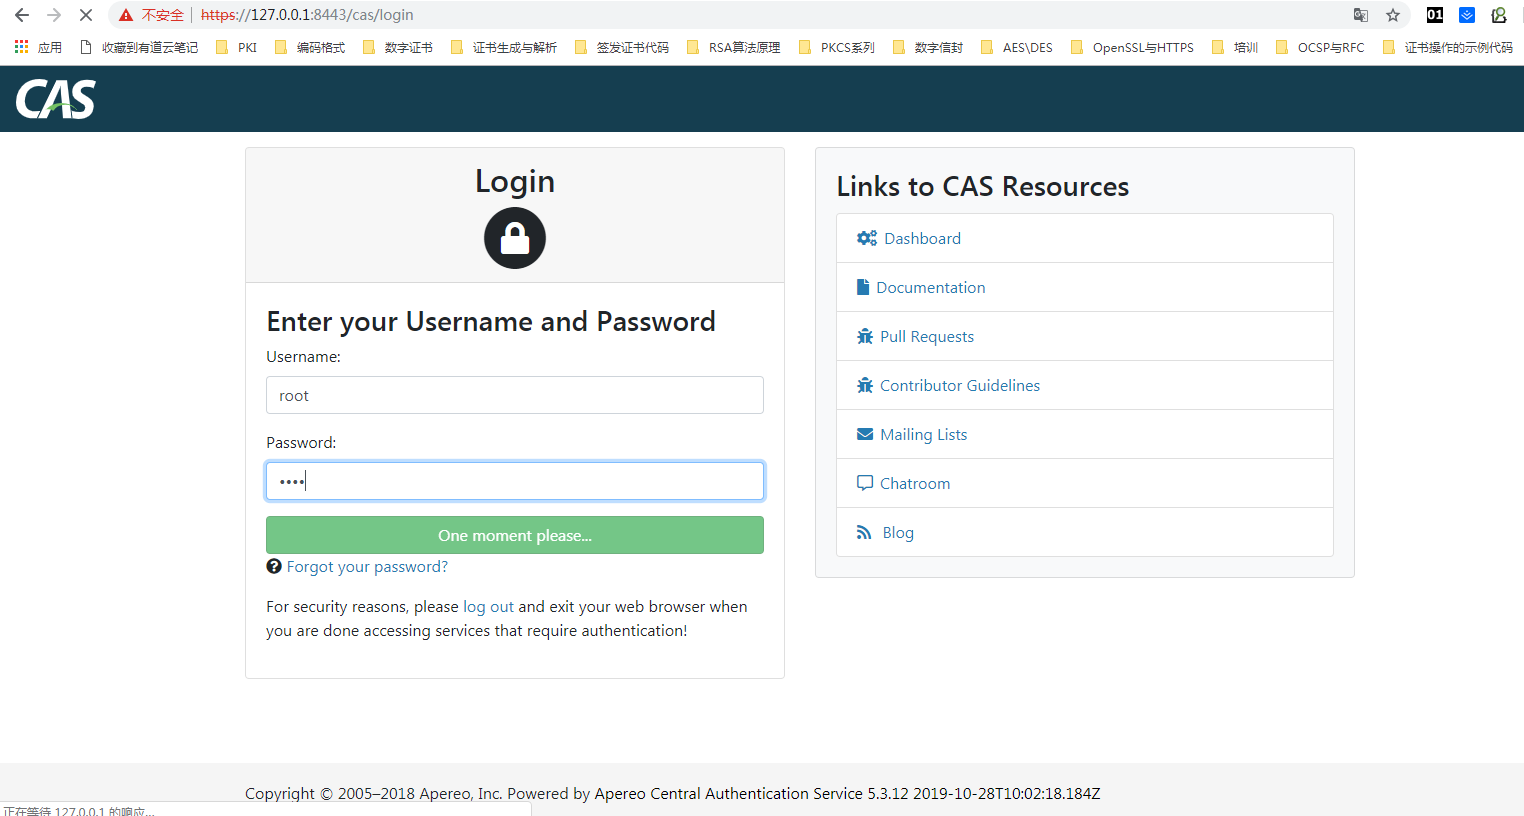 不安全 https://127.0.0.1:8443/cas/login
01
应用 收藏到有道云笔记 PKI 编码格式 数字证书 证书生成与解析 签发证书代码 RSA算法原理 PKCS系列 数字信封 AES\DES OpenSSL与HTTPS 培训 OCSP与RFC 证书操作的示例代码
CAS
Login
Enter your Username and Password
Username:
root
Password:
••••
One moment please...
Forgot your password?
For security reasons, please log out and exit your web browser when
you are done accessing services that require authentication!
Links to CAS Resources
Dashboard
Documentation
Pull Requests
Contributor Guidelines
Mailing Lists
Chatroom
Blog
Copyright © 2005–2018 Apereo, Inc. Powered by Apereo Central Authentication Service 5.3.12 2019-10-28T10:02:18.184Z
正在等待 127.0.0.1 的响应...